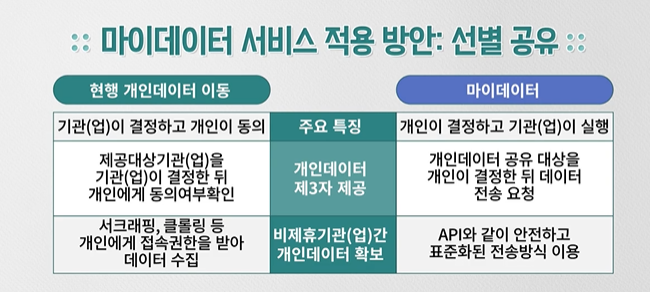 :: 마이데이터 서비스 적용 방안: 선별 공유 ::
현행 개인데이터 이동
마이데이터
기관(업)이 결정하고 개인이 동의
주요 특징
개인이 결정하고 기관(업)이 실행
제공대상기관(업)을
기관(업)이 결정한 뒤
개인에게 동의여부확인
개인데이터
제3자 제공
개인데이터 공유 대상을
개인이 결정한 뒤 데이터
전송 요청
서크래핑, 클롤링 등
개인에게 접속권한을 받아
데이터 수집
비제휴기관(업)간
개인데이터 확보
API와 같이 안전하고
표준화된 전송방식 이용